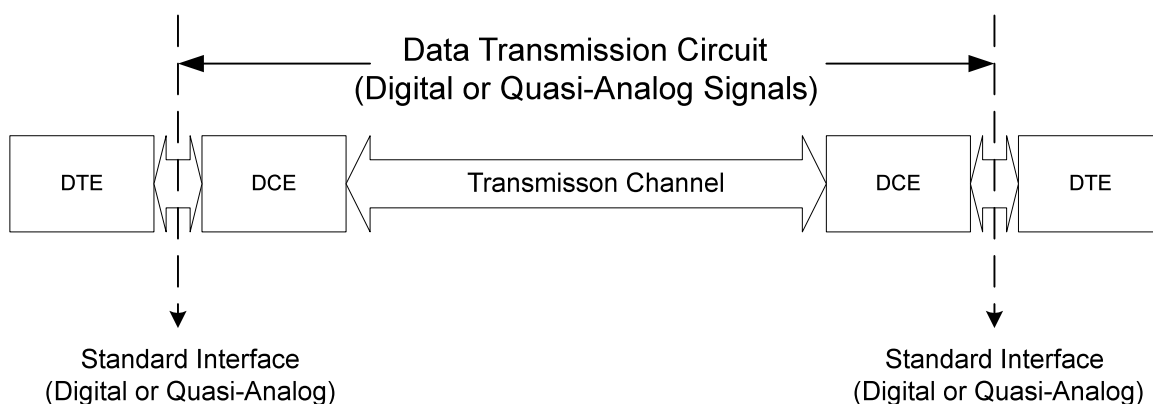 Data Transmission Circuit
(Digital or Quasi-Analog Signals)
DTE
DCE
Transmisson Channel
DCE
DTE
Standard Interface
(Digital or Quasi-Analog)
Standard Interface
(Digital or Quasi-Analog)